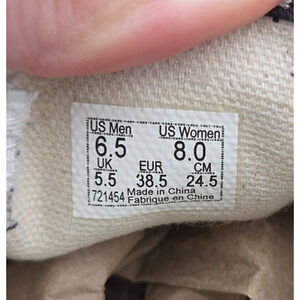 US Men US Women
6.5 8.0
UK EUR CM
5.5 38.5 24.5
721454 Made in China
Fabrique en Chine